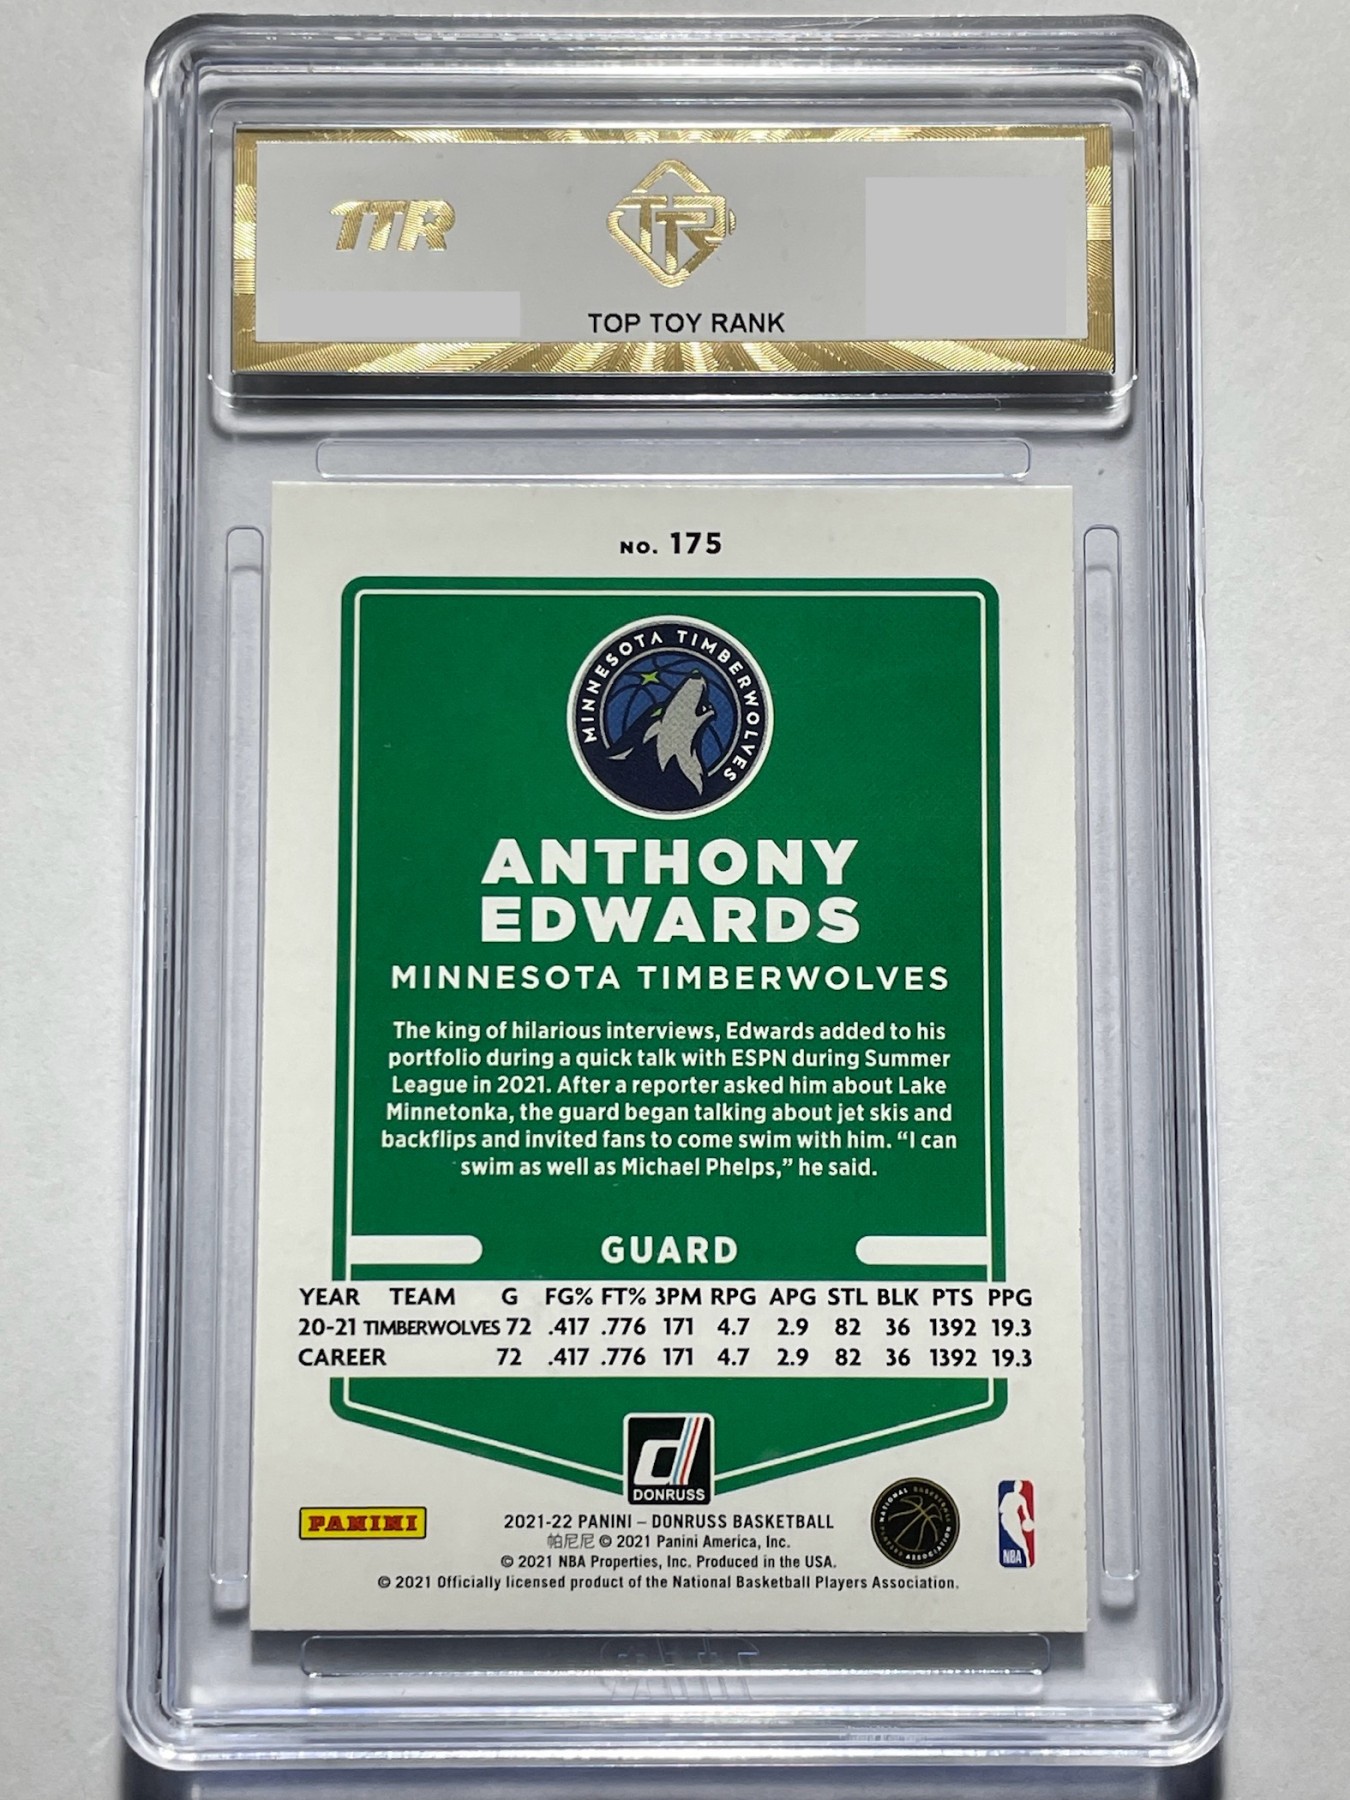 TTR
TTR
TOP TOY RANK
NO. 175
MINNESOTA TIMBERWOLVES
ANTHONY
EDWARDS
MINNESOTA TIMBERWOLVES
The king of hilarious interviews, Edwards added to his
portfolio during a quick talk with ESPN during Summer
League in 2021. After a reporter asked him about Lake
Minnetonka, the guard began talking about jet skis and
backflips and invited fans to come swim with him. “I can
swim as well as Michael Phelps,” he said.
GUARD
YEAR TEAM G FG% FT% 3PM RPG APG STL BLK PTS PPG
20-21 TIMBERWOLVES 72 .417 .776 171 4.7 2.9 82 36 1392 19.3
CAREER 72 .417 .776 171 4.7 2.9 82 36 1392 19.3
DONRUSS
PANINI
2021-22 PANINI – DONRUSS BASKETBALL
帕尼尼 © 2021 Panini America, Inc.
© 2021 NBA Properties, Inc. Produced in the USA.
© 2021 Officially licensed product of the National Basketball Players Association.
NATIONAL BASKETBALL PLAYERS ASSOCIATION
NBA